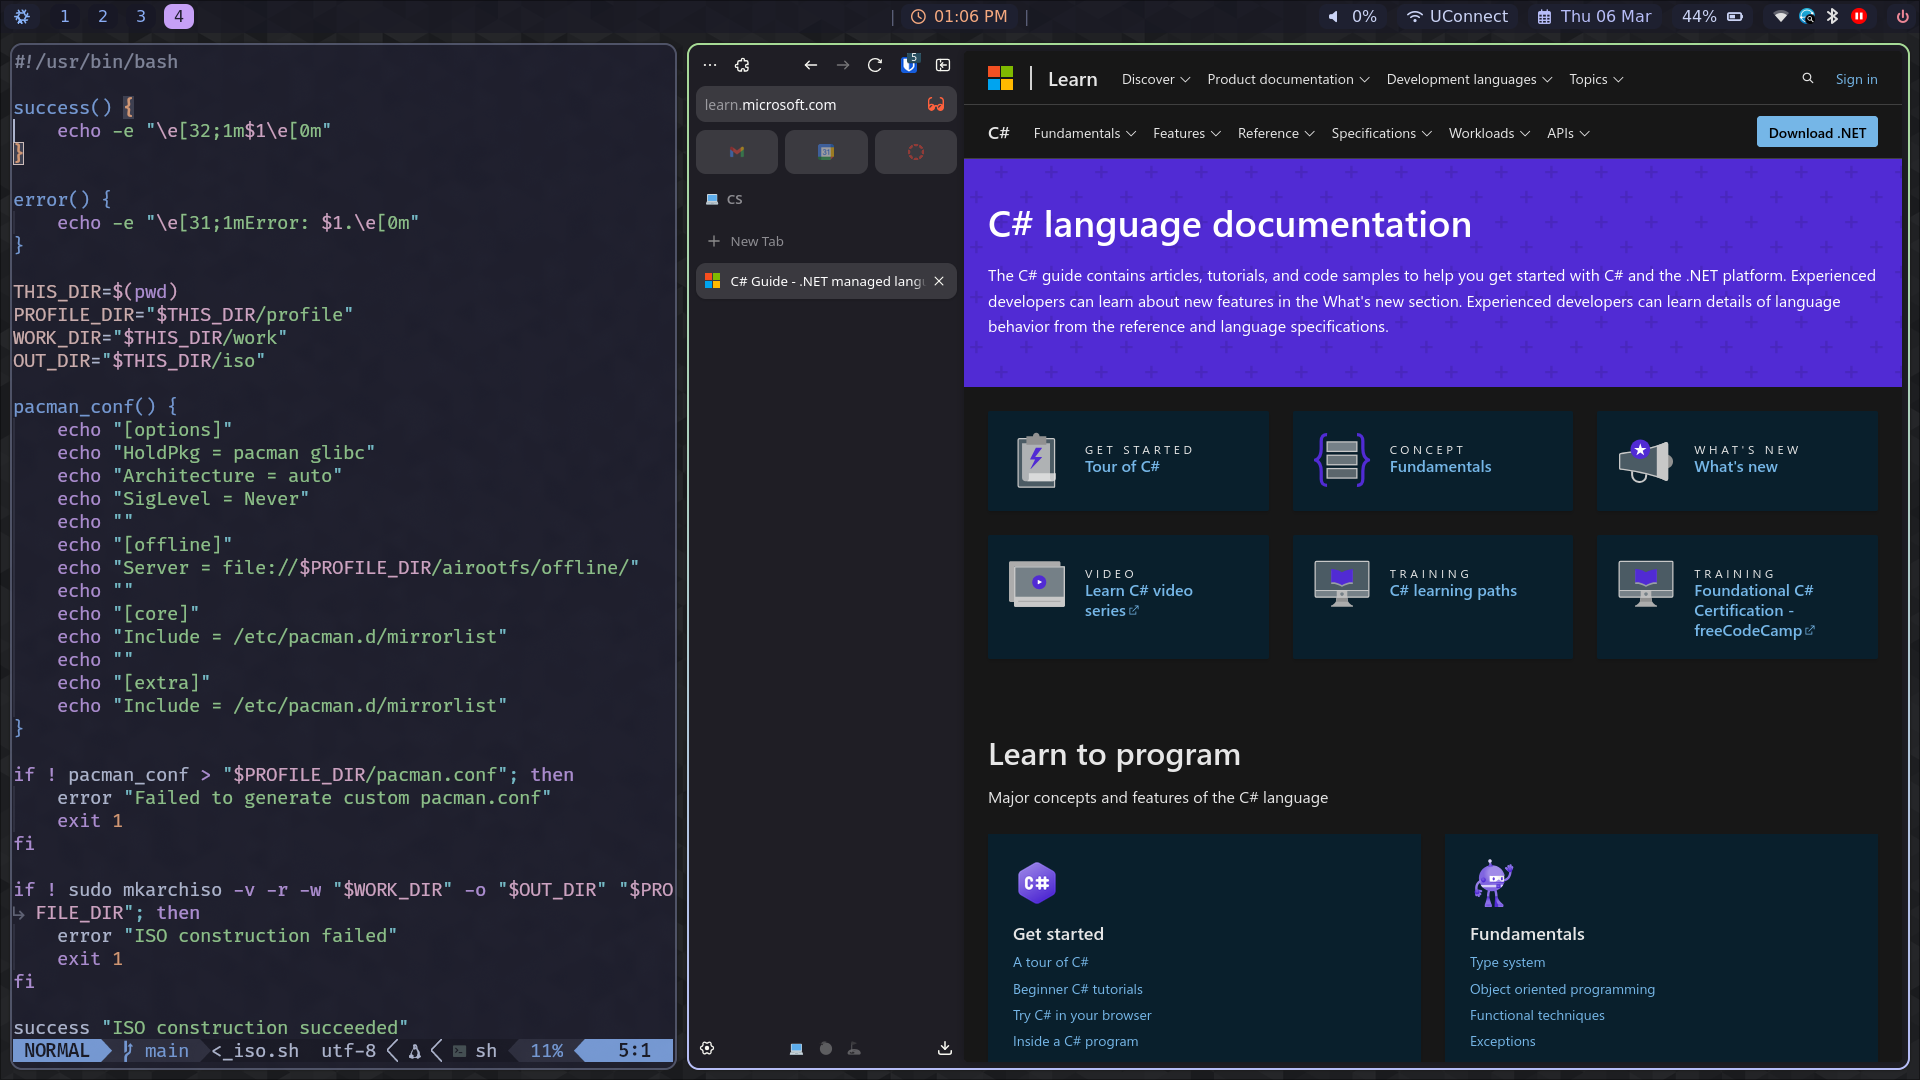 1 2 3 4
| 01:06 PM |
0% UConnect Thu 06 Mar 44%
#!/usr/bin/bash
success() {
echo -e "\e[32;1m$1\e[0m"
}
error() {
echo -e "\e[31;1mError: $1.\e[0m"
}
THIS_DIR=$(pwd)
PROFILE_DIR="$THIS_DIR/profile"
WORK_DIR="$THIS_DIR/work"
OUT_DIR="$THIS_DIR/iso"
pacman_conf() {
echo "[options]"
echo "HoldPkg = pacman glibc"
echo "Architecture = auto"
echo "SigLevel = Never"
echo ""
echo "[offline]"
echo "Server = file://$PROFILE_DIR/airootfs/offline/"
echo ""
echo "[core]"
echo "Include = /etc/pacman.d/mirrorlist"
echo ""
echo "[extra]"
echo "Include = /etc/pacman.d/mirrorlist"
}
if ! pacman_conf > "$PROFILE_DIR/pacman.conf"; then
error "Failed to generate custom pacman.conf"
exit 1
fi
if ! sudo mkarchiso -v -r -w "$WORK_DIR" -o "$OUT_DIR" "$PRO
FILE_DIR"; then
error "ISO construction failed"
exit 1
fi
success "ISO construction succeeded"
NORMAL main <_iso.sh utf-8 sh 11% 5:1
5
learn.microsoft.com
31
CS
New Tab
C# Guide - .NET managed langu
Learn Discover Product documentation Development languages Topics Sign in
C# Fundamentals Features Reference Specifications Workloads APIs Download .NET
C# language documentation
The C# guide contains articles, tutorials, and code samples to help you get started with C# and the .NET platform. Experienced
developers can learn about new features in the What's new section. Experienced developers can learn details of language
behavior from the reference and language specifications.
GET STARTED
Tour of C#
CONCEPT
Fundamentals
WHAT'S NEW
What's new
VIDEO
Learn C# video
series
TRAINING
C# learning paths
TRAINING
Foundational C#
Certification -
freeCodeCamp
Learn to program
Major concepts and features of the C# language
C#
Get started
A tour of C#
Beginner C# tutorials
Try C# in your browser
Inside a C# program
.NET
Fundamentals
Type system
Object oriented programming
Functional techniques
Exceptions